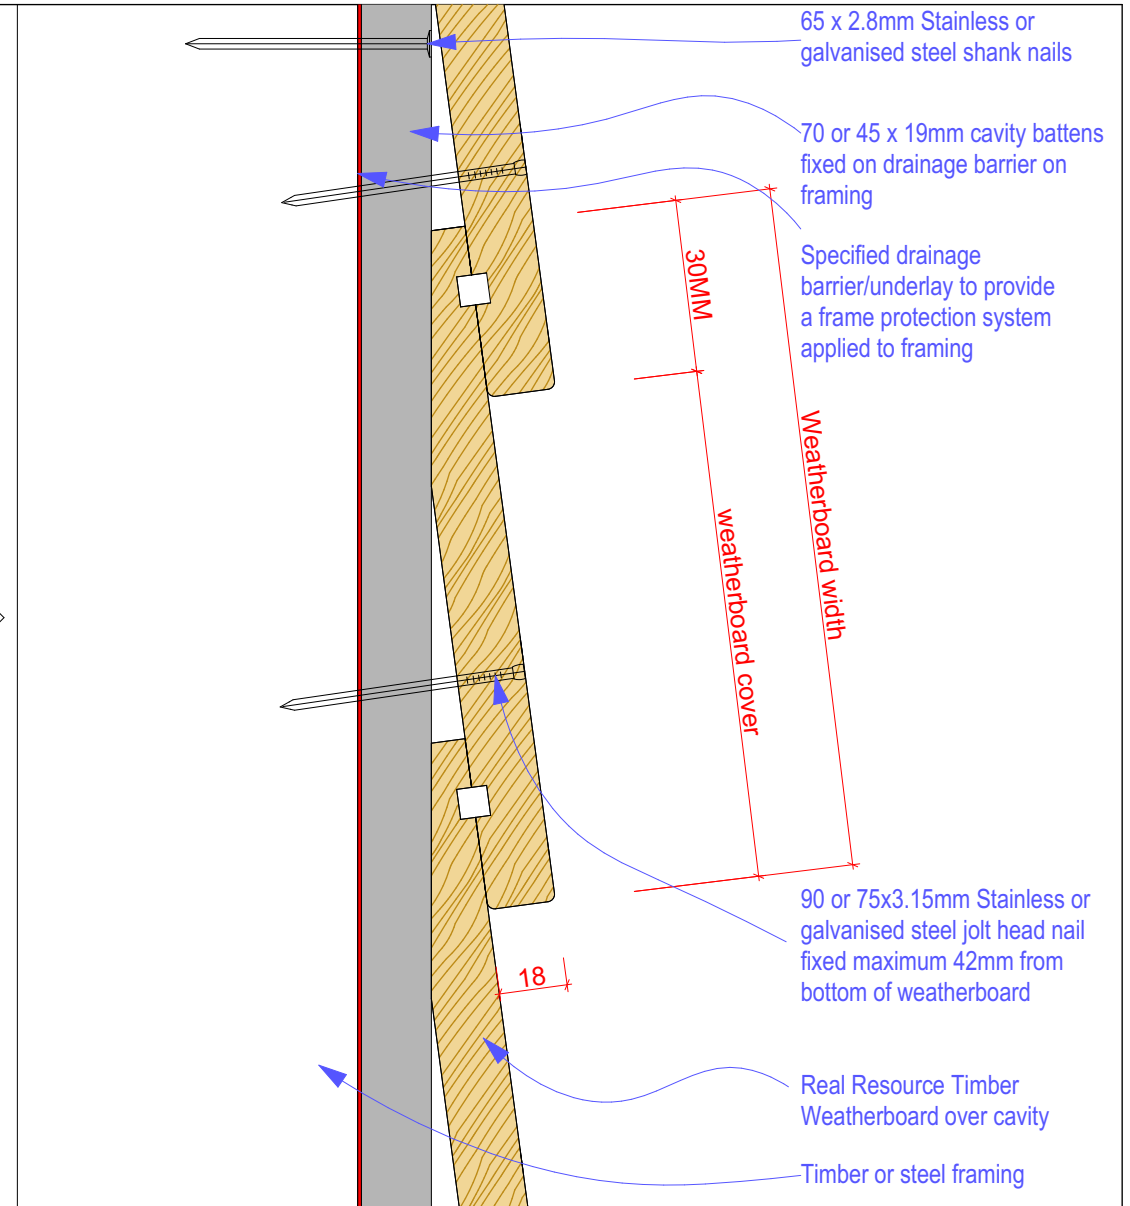 65 x 2.8mm Stainless or
galvanised steel shank nails
70 or 45 x 19mm cavity battens
fixed on drainage barrier on
framing
Specified drainage
barrier/underlay to provide
a frame protection system
applied to framing
30MM
Weatherboard width
weatherboard cover
90 or 75x3.15mm Stainless or
galvanised steel jolt head nail
fixed maximum 42mm from
bottom of weatherboard
18
Real Resource Timber
Weatherboard over cavity
Timber or steel framing